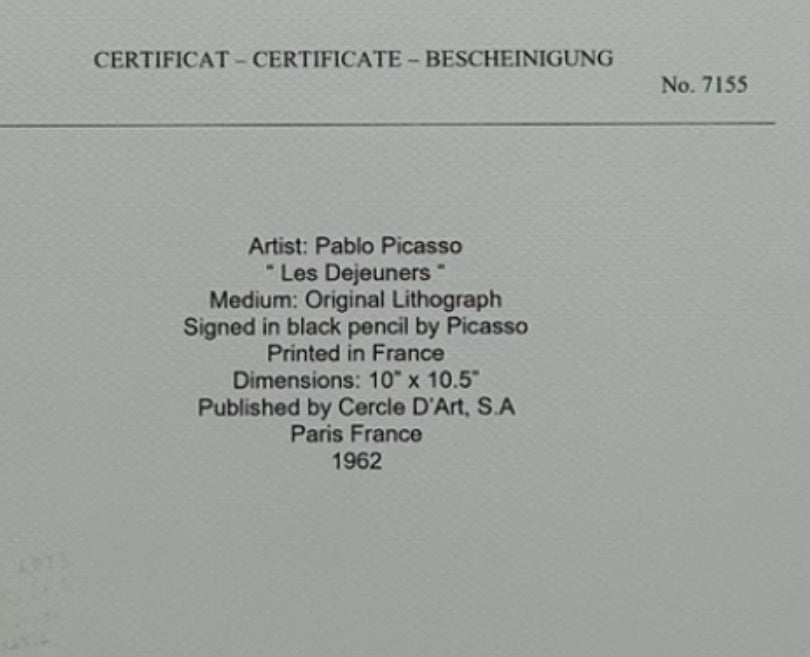 CERTIFICAT – CERTIFICATE – BESCHEINIGUNG
No. 7155
Artist: Pablo Picasso
" Les Dejeuners "
Medium: Original Lithograph
Signed in black pencil by Picasso
Printed in France
Dimensions: 10" x 10.5"
Published by Cercle D'Art, S.A
Paris France
1962